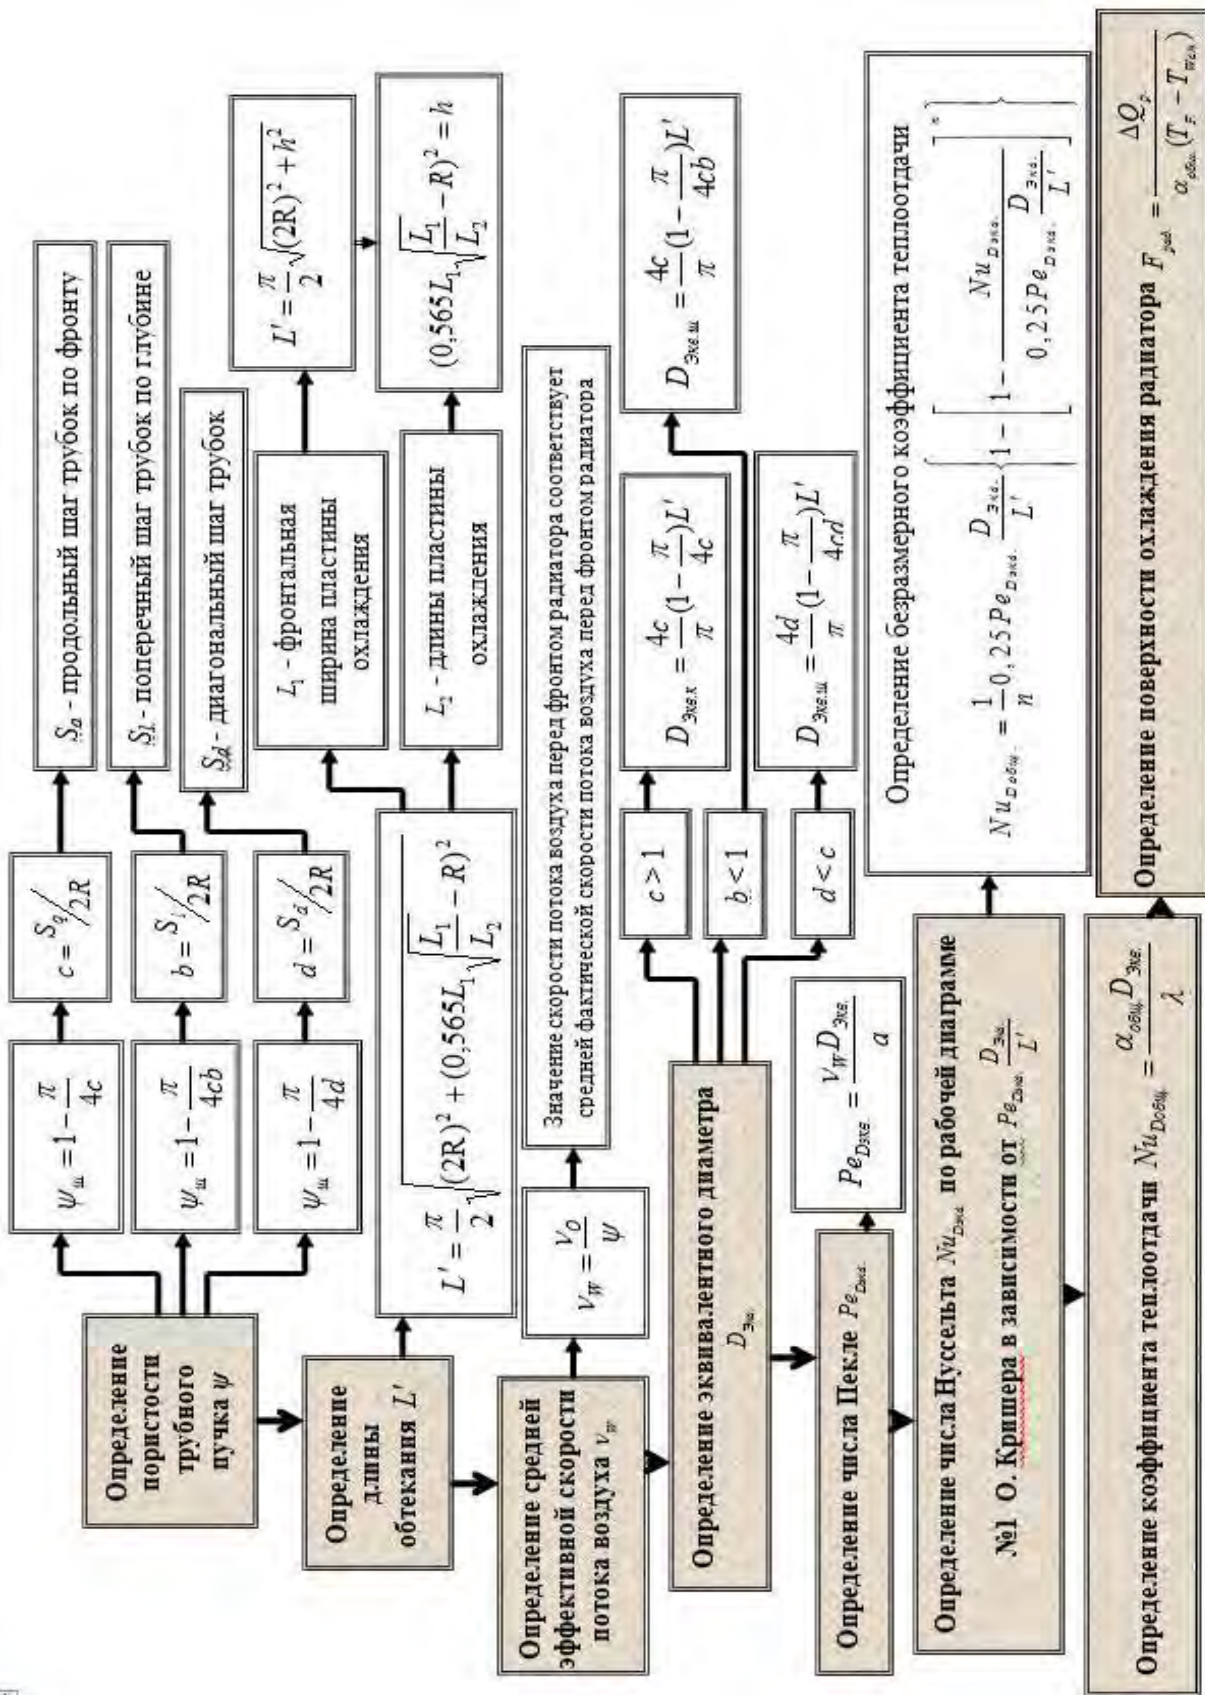 Определение
пористости
трубного
пучка ψ
ψ_ш = 1 - π/4c
c = S_q/2R
S_a - продольный шаг трубок по фронту
ψ_ш = 1 - π/4cb
b = S_l/2R
S_l - поперечный шаг трубок по глубине
ψ_ш = 1 - π/4d
d = S_d/2R
S_d - диагональный шаг трубок
Определение
длины
обтекания L'
L' = π/2 √((2R)² + (0,565L₁√(L₁/√L₂) - R)²
L₁ - фронтальная
ширина пластины
охлаждения
L' = π/2 √((2R)² + h²
L₂ - длины пластины
охлаждения
(0,565L₁√(L₁/√L₂) - R)² = h
Определение средней
эффективной скорости
потока воздуха v_w
v_W = v_O/ψ
Значение скорости потока воздуха перед фронтом радиатора соответствует
средней фактической скорости потока воздуха перед фронтом радиатора
Определение эквивалентного диаметра
D_Экв.
c > 1
D_Экв.к = 4c/π (1 - π/4c)L'
b < 1
D_Экв.ш = 4c/π (1 - π/4cb)L'
d < c
D_Экв.ш = 4d/π (1 - π/4cd)L'
Определение числа Пекле Pe_Dэкв.
Pe_Dэкв. = v_W D_Экв./a
Определение числа Нуссельта Nu_Dэкв. по рабочей диаграмме
№1 О. Кришера в зависимости от Pe_Dэкв. D_Экв./L'
Определение безразмерного коэффициента теплоотдачи
Nu_Dобщ. = 1/n 0,25Pe_Dэкв. D_Экв./L' {1 - [1 - Nu_Dэкв./(0,25Pe_Dэкв. D_Экв./L')]ⁿ}
Определение коэффициента теплоотдачи Nu_Dобщ. = α_общ. D_Экв./λ
Определение поверхности охлаждения радиатора F_рад. = ΔQ_р./(α_общ. (T_F - T_Wсл.))